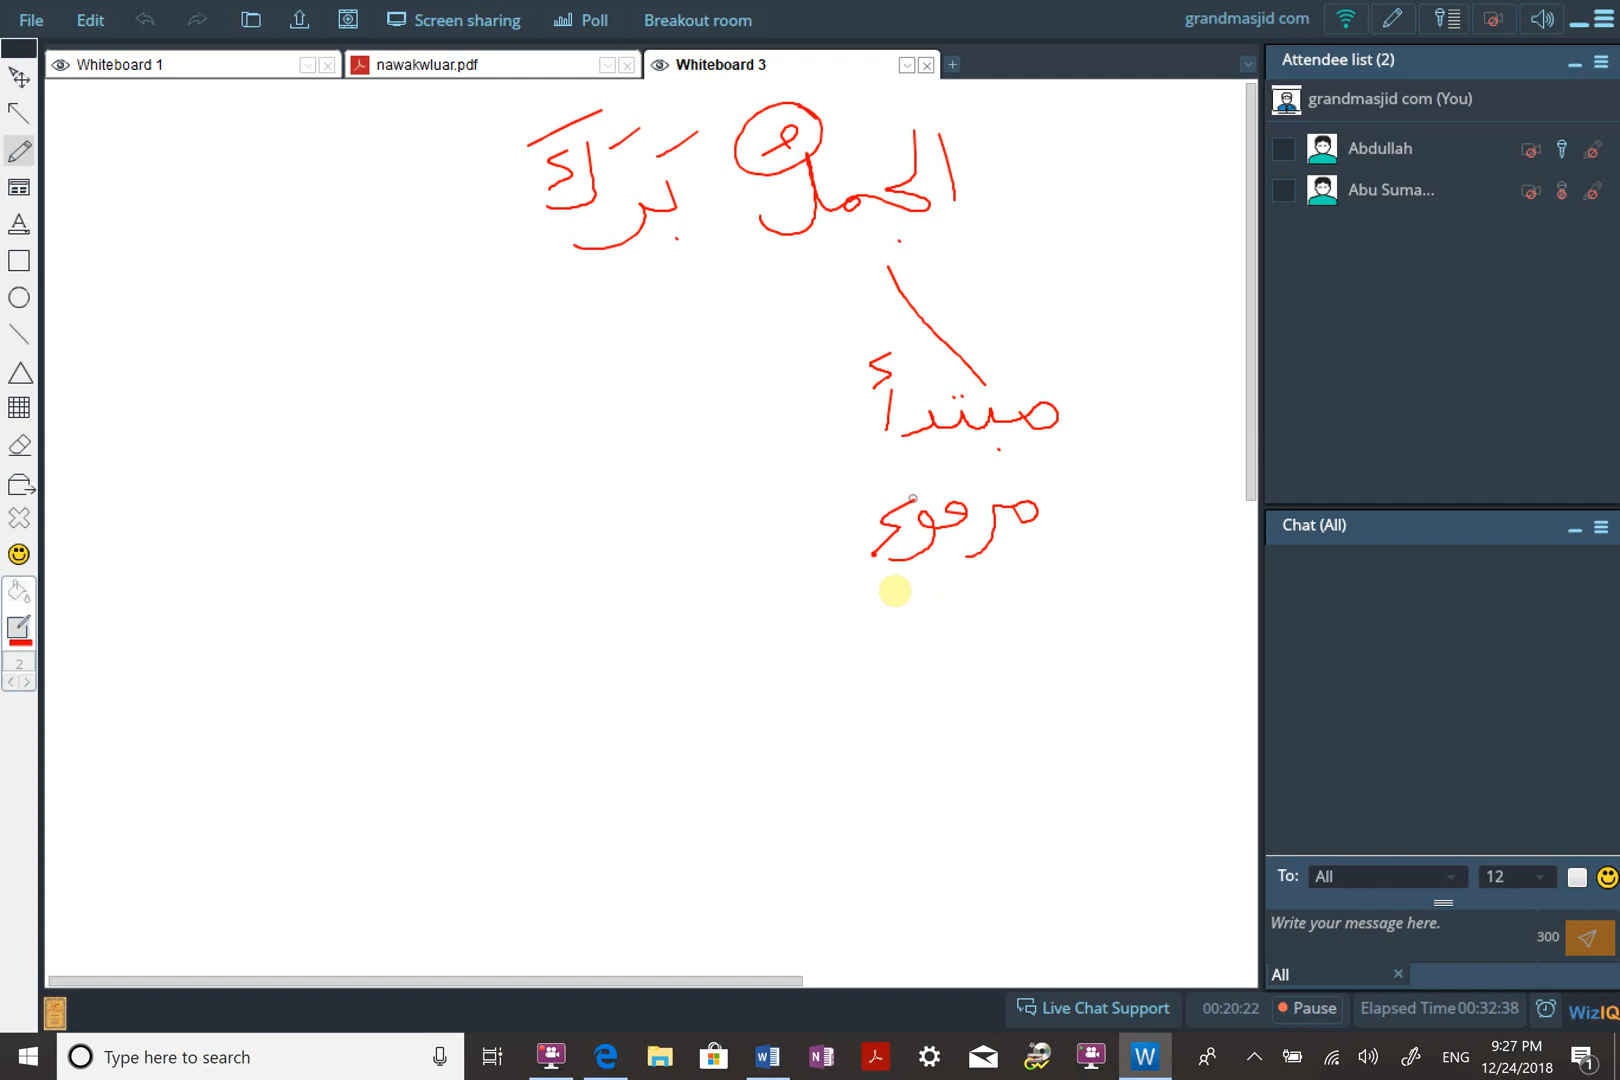 File Edit Screen sharing Poll Breakout room grandmasjid com
Whiteboard 1 nawakwluar.pdf Whiteboard 3
Attendee list (2)
grandmasjid com (You)
Abdullah
Abu Suma...
مبتدأ
مرفوع
2
Chat (All)
To: All 12
Write your message here. 300
All
Live Chat Support 00:20:22 Pause Elapsed Time 00:32:38 WizIQ
Type here to search ENG 9:27 PM
12/24/2018 1